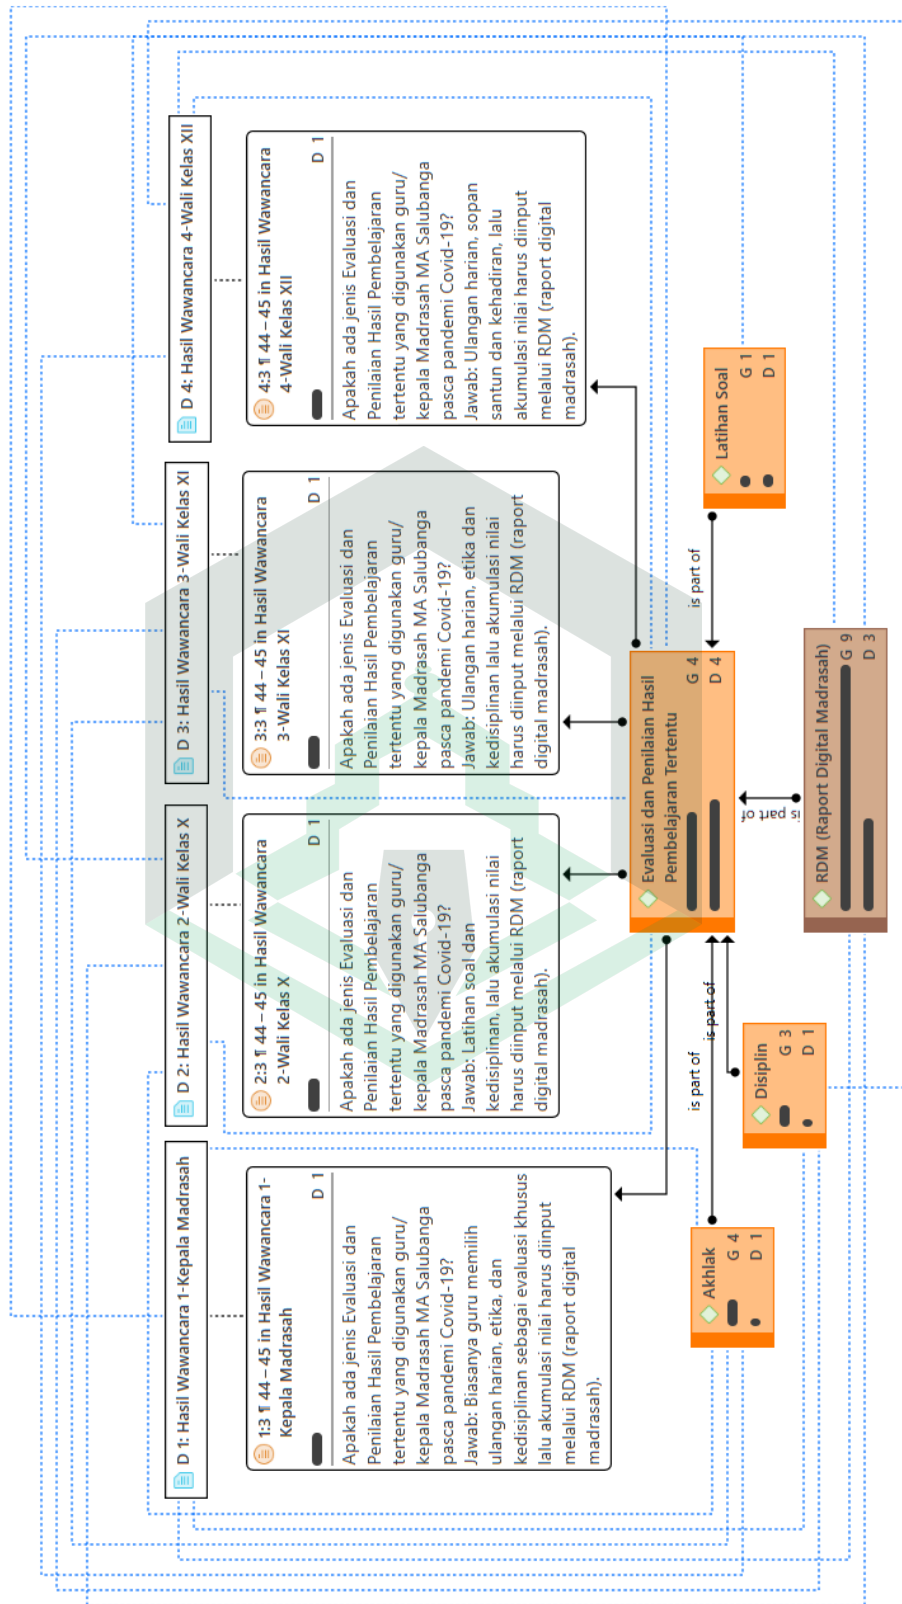 D 1: Hasil Wawancara 1-Kepala Madrasah
D 2: Hasil Wawancara 2-Wali Kelas X
D 3: Hasil Wawancara 3-Wali Kelas XI
D 4: Hasil Wawancara 4-Wali Kelas XII
1:3 ¶ 44 – 45 in Hasil Wawancara 1-
Kepala Madrasah
D 1
Apakah ada jenis Evaluasi dan
Penilaian Hasil Pembelajaran
tertentu yang digunakan guru/
kepala Madrasah MA Salubanga
pasca pandemi Covid-19?
Jawab: Biasanya guru memilih
ulangan harian, etika, dan
kedisiplinan sebagai evaluasi khusus
lalu akumulasi nilai harus diinput
melalui RDM (raport digital
madrasah).
2:3 ¶ 44 – 45 in Hasil Wawancara
2-Wali Kelas X
D 1
Apakah ada jenis Evaluasi dan
Penilaian Hasil Pembelajaran
tertentu yang digunakan guru/
kepala Madrasah MA Salubanga
pasca pandemi Covid-19?
Jawab: Latihan soal dan
kedisiplinan, lalu akumulasi nilai
harus diinput melalui RDM (raport
digital madrasah).
3:3 ¶ 44 – 45 in Hasil Wawancara
3-Wali Kelas XI
D 1
Apakah ada jenis Evaluasi dan
Penilaian Hasil Pembelajaran
tertentu yang digunakan guru/
kepala Madrasah MA Salubanga
pasca pandemi Covid-19?
Jawab: Ulangan harian, etika dan
kedisiplinan lalu akumulasi nilai
harus diinput melalui RDM (raport
digital madrasah).
4:3 ¶ 44 – 45 in Hasil Wawancara
4-Wali Kelas XII
D 1
Apakah ada jenis Evaluasi dan
Penilaian Hasil Pembelajaran
tertentu yang digunakan guru/
kepala Madrasah MA Salubanga
pasca pandemi Covid-19?
Jawab: Ulangan harian, sopan
santun dan kehadiran, lalu
akumulasi nilai harus diinput
melalui RDM (raport digital
madrasah).
Evaluasi dan Penilaian Hasil
Pembelajaran Tertentu
G 4
D 4
is part of
is part of
is part of
is part of
Akhlak
G 4
D 1
Disiplin
G 3
D 1
RDM (Raport Digital Madrasah)
G 9
D 3
Latihan Soal
G 1
D 1